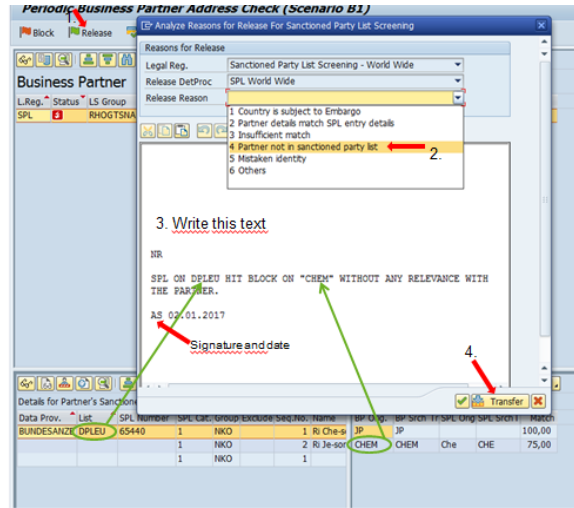 Periodic Business Partner Address Check (Scenario B1)
1.
Block Release
Analyze Reasons for Release For Sanctioned Party List Screening
Reasons for Release
Legal Reg. Sanctioned Party List Screening - World Wide
Release DetProc SPL World Wide
Release Reason
1 Country is subject to Embargo
2 Partner details match SPL entry details
3 Insufficient match
4 Partner not in sanctioned party list
2.
5 Mistaken identity
6 Others
Business Partner
L.Reg. Status LS Group
SPL RHOGTSNA
3. Write this text
NR
SPL ON DPLEU HIT BLOCK ON "CHEM" WITHOUT ANY RELEVANCE WITH
THE PARTNER.
AS 02.01.2017
Signature and date
4.
Transfer
Details for Partner's Sanctione
Data Prov. List SPL Number SPL Cat. Group Exclude Seq.No. Name BP Orig. BP Srch Tr SPL Orig SPL Srch T Match
BUNDESANZE DPLEU 65440 1 NKO 1 Ri Che-s JP JP 100,00
1 NKO 2 Ri Je-sor CHEM CHEM Che CHE 75,00
1 NKO 1